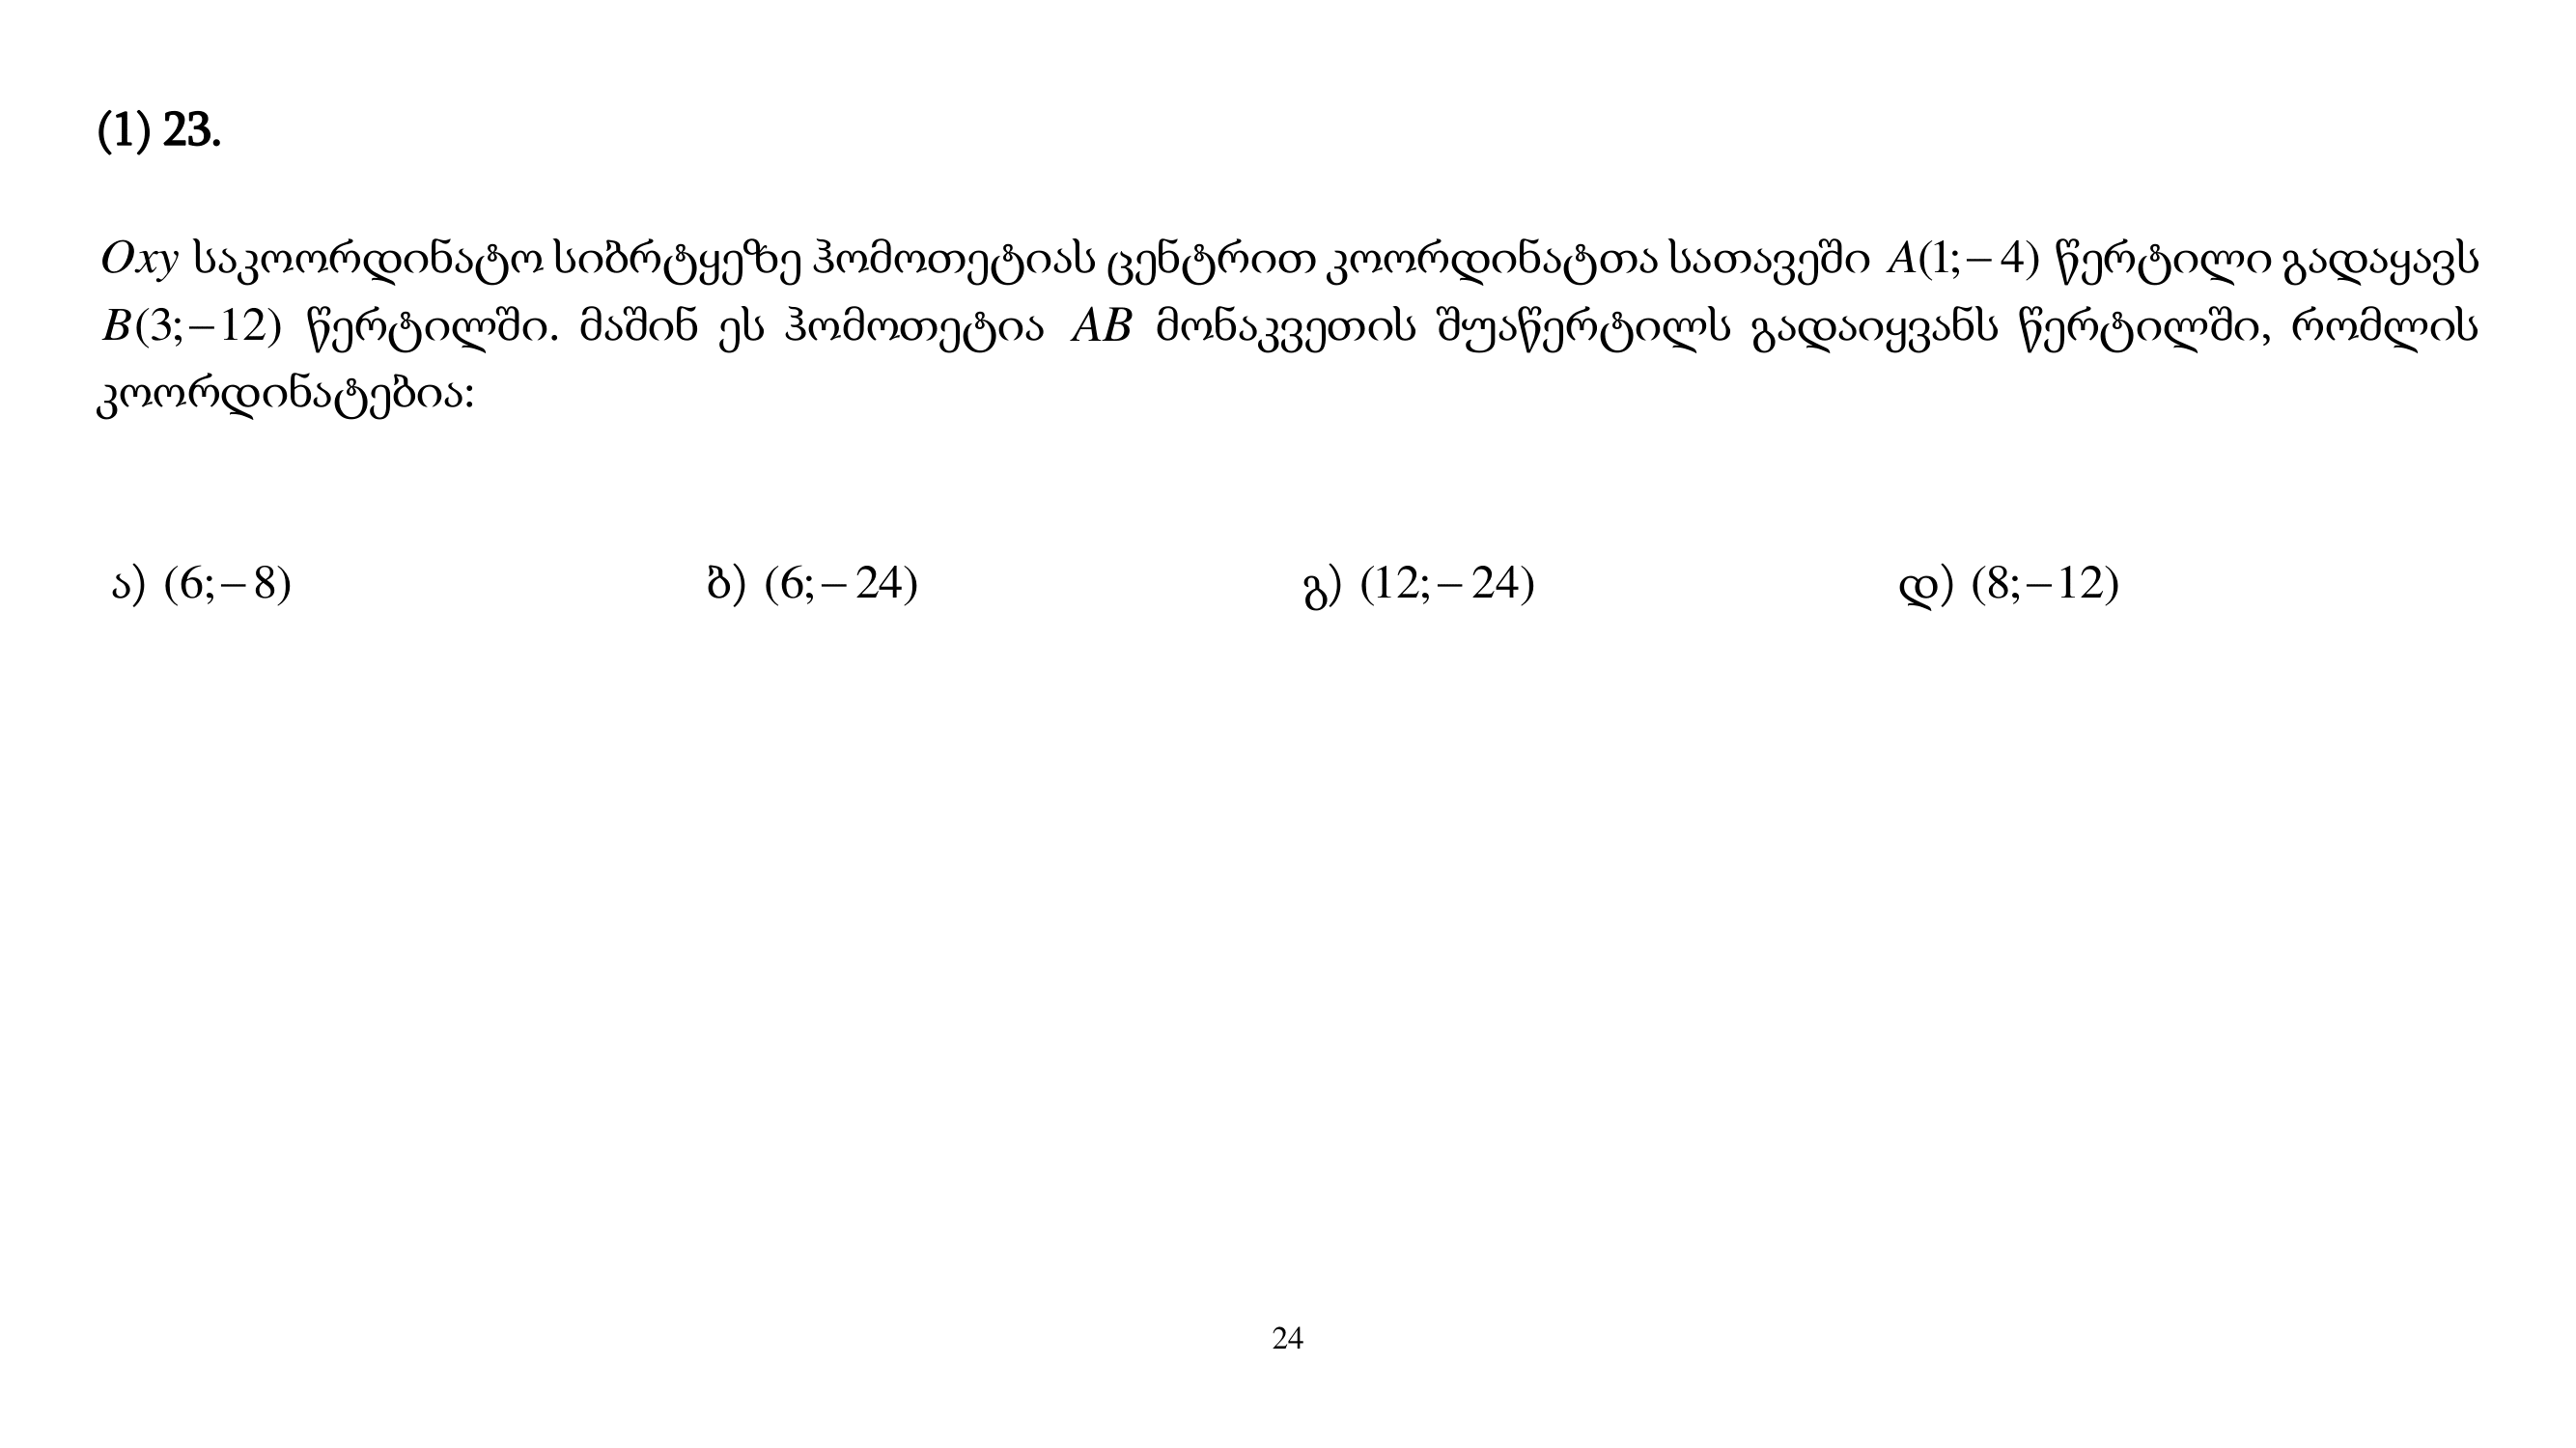 (1) 23.
Oxy საკოორდინატო სიბრტყეზე ჰომოთეტიას ცენტრით კოორდინატთა სათავეში A(1;−4) წერტილი გადაყავს
B(3;−12) წერტილში. მაშინ ეს ჰომოთეტია AB მონაკვეთის შუაწერტილს გადაიყვანს წერტილში, რომლის
კოორდინატებია:
ა) (6;−8) ბ) (6;−24) გ) (12;−24) დ) (8;−12)
24